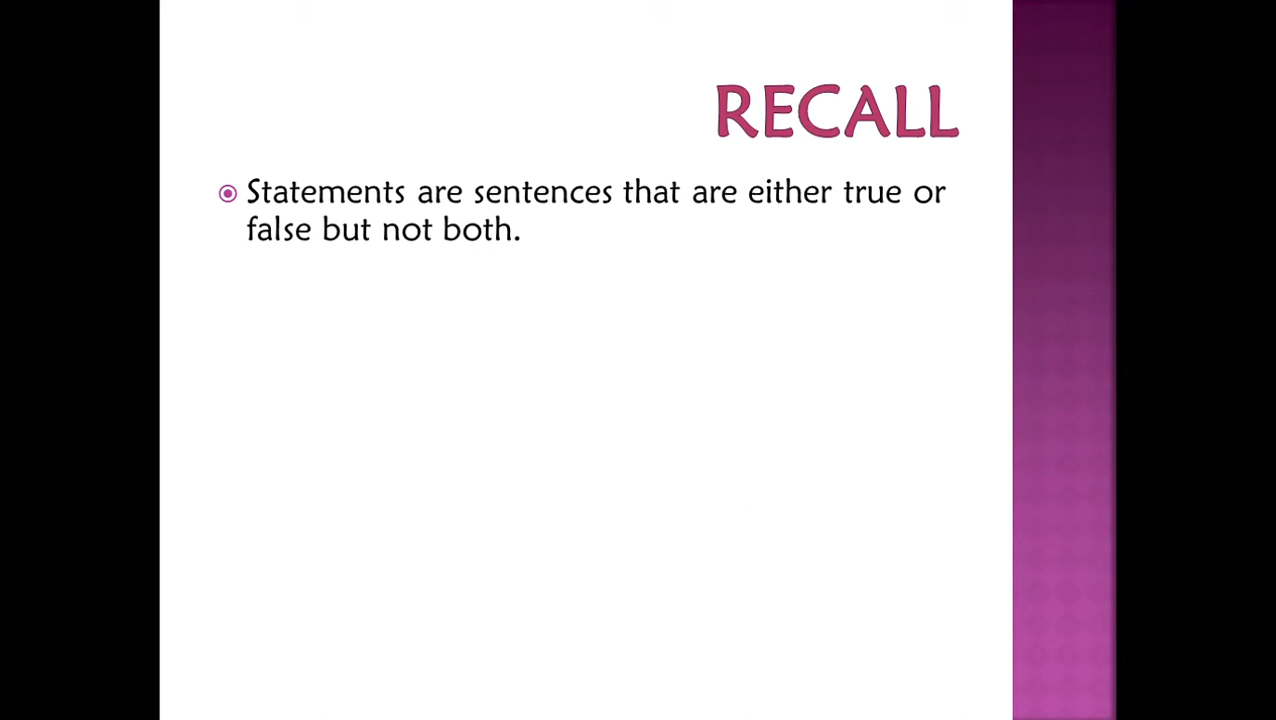 RECALL
Statements are sentences that are either true or
false but not both.